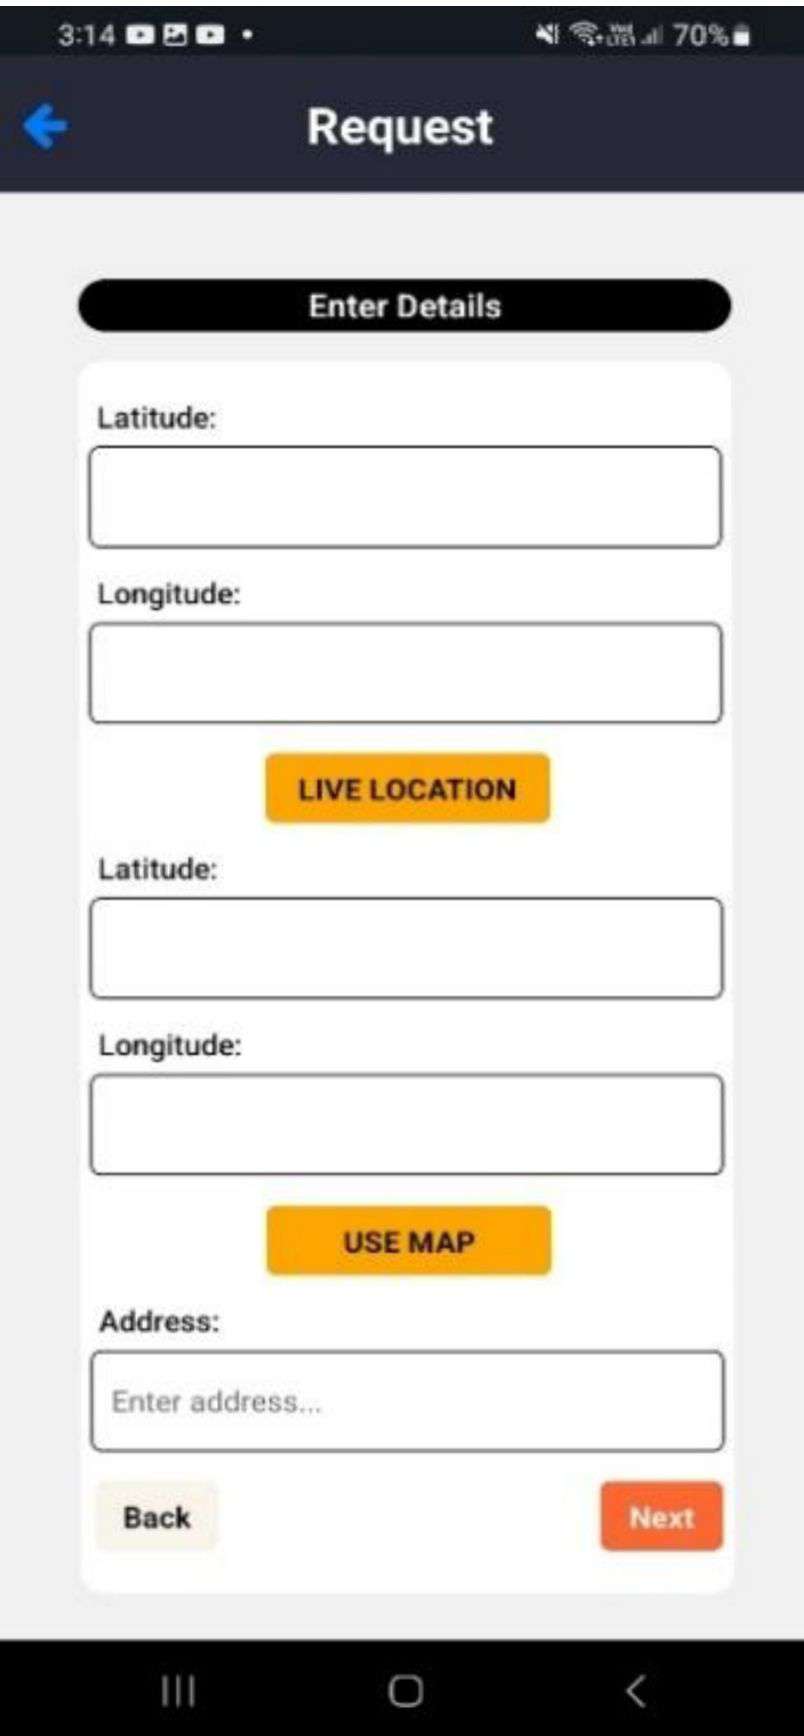 3:14 70%
Request
Enter Details
Latitude:
Longitude:
LIVE LOCATION
Latitude:
Longitude:
USE MAP
Address:
Enter address...
Back Next